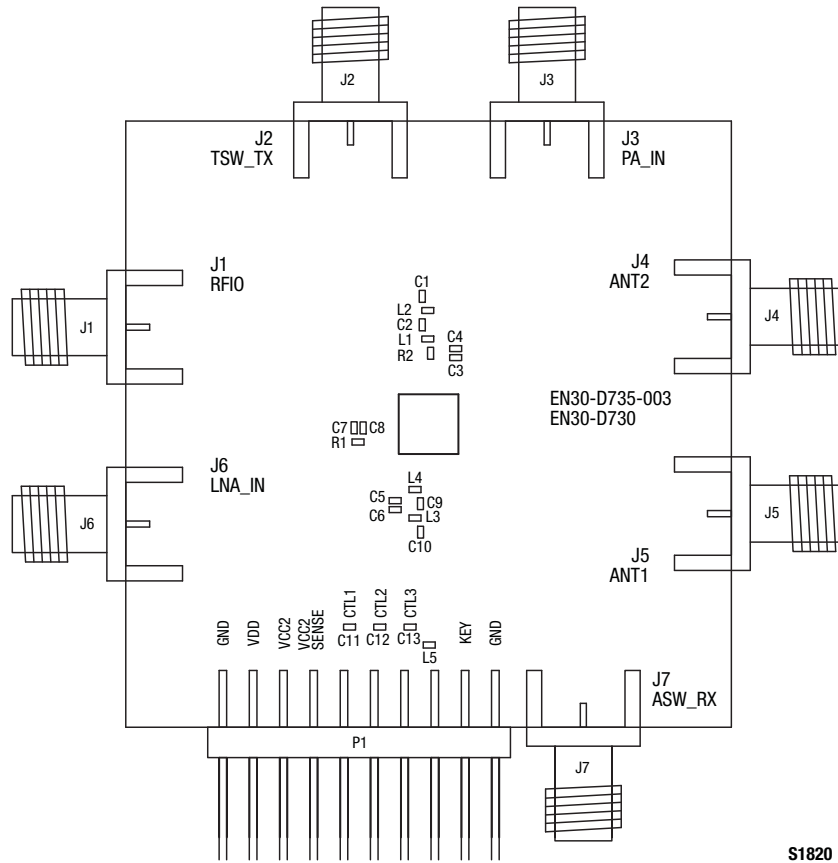 J2
J3
J2
TSW_TX
J3
PA_IN
J1
RFIO
J4
ANT2
C1
L2
C2
L1
R2
C4
C3
J1
J4
EN30-D735-003
EN30-D730
C7
C8
R1
J6
LNA_IN
L4
C5
C6
C9
L3
C10
J6
J5
J5
ANT1
GND
VDD
VCC2
VCC2
SENSE
CTL1
C11
CTL2
C12
CTL3
C13
L5
KEY
GND
J7
ASW_RX
P1
J7
S1820